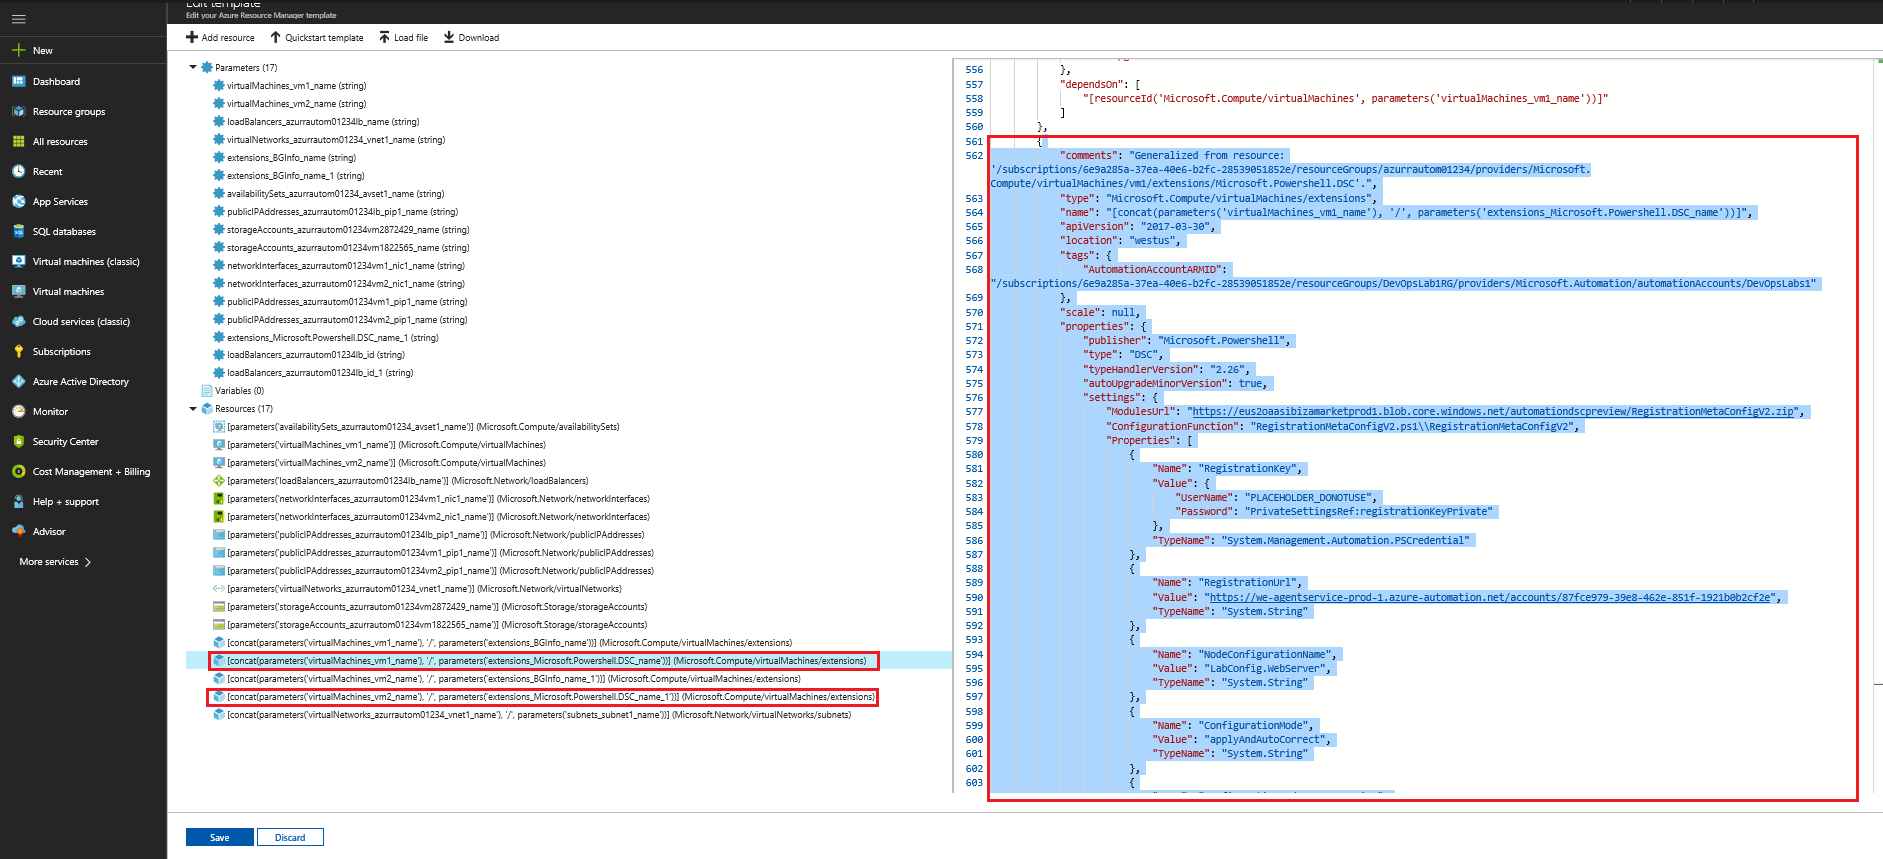 Edit template
Edit your Azure Resource Manager template
New
Dashboard
Resource groups
All resources
Recent
App Services
SQL databases
Virtual machines (classic)
Virtual machines
Cloud services (classic)
Subscriptions
Azure Active Directory
Monitor
Security Center
Cost Management + Billing
Help + support
Advisor
More services
Add resource
Quickstart template
Load file
Download
Parameters (17)
virtualMachines_vm1_name (string)
virtualMachines_vm2_name (string)
loadBalancers_azurrautom01234lb_name (string)
virtualNetworks_azurrautom01234_vnet1_name (string)
extensions_BGInfo_name (string)
extensions_BGInfo_name_1 (string)
availabilitySets_azurrautom01234_avset1_name (string)
publicIPAddresses_azurrautom01234lb_pip1_name (string)
storageAccounts_azurrautom01234vm2872429_name (string)
storageAccounts_azurrautom01234vm1822565_name (string)
networkInterfaces_azurrautom01234vm1_nic1_name (string)
networkInterfaces_azurrautom01234vm2_nic1_name (string)
publicIPAddresses_azurrautom01234vm1_pip1_name (string)
publicIPAddresses_azurrautom01234vm2_pip1_name (string)
extensions_Microsoft.Powershell.DSC_name_1 (string)
loadBalancers_azurrautom01234lb_id (string)
loadBalancers_azurrautom01234lb_id_1 (string)
Variables (0)
Resources (17)
[parameters('availabilitySets_azurrautom01234_avset1_name')] (Microsoft.Compute/availabilitySets)
[parameters('virtualMachines_vm1_name')] (Microsoft.Compute/virtualMachines)
[parameters('virtualMachines_vm2_name')] (Microsoft.Compute/virtualMachines)
[parameters('loadBalancers_azurrautom01234lb_name')] (Microsoft.Network/loadBalancers)
[parameters('networkInterfaces_azurrautom01234vm1_nic1_name')] (Microsoft.Network/networkInterfaces)
[parameters('networkInterfaces_azurrautom01234vm2_nic1_name')] (Microsoft.Network/networkInterfaces)
[parameters('publicIPAddresses_azurrautom01234lb_pip1_name')] (Microsoft.Network/publicIPAddresses)
[parameters('publicIPAddresses_azurrautom01234vm1_pip1_name')] (Microsoft.Network/publicIPAddresses)
[parameters('publicIPAddresses_azurrautom01234vm2_pip1_name')] (Microsoft.Network/publicIPAddresses)
[parameters('virtualNetworks_azurrautom01234_vnet1_name')] (Microsoft.Network/virtualNetworks)
[parameters('storageAccounts_azurrautom01234vm2872429_name')] (Microsoft.Storage/storageAccounts)
[parameters('storageAccounts_azurrautom01234vm1822565_name')] (Microsoft.Storage/storageAccounts)
[concat(parameters('virtualMachines_vm1_name'), '/', parameters('extensions_BGInfo_name'))] (Microsoft.Compute/virtualMachines/extensions)
[concat(parameters('virtualMachines_vm1_name'), '/', parameters('extensions_Microsoft.Powershell.DSC_name'))] (Microsoft.Compute/virtualMachines/extensions)
[concat(parameters('virtualMachines_vm2_name'), '/', parameters('extensions_BGInfo_name_1'))] (Microsoft.Compute/virtualMachines/extensions)
[concat(parameters('virtualMachines_vm2_name'), '/', parameters('extensions_Microsoft.Powershell.DSC_name_1'))] (Microsoft.Compute/virtualMachines/extensions)
[concat(parameters('virtualNetworks_azurrautom01234_vnet1_name'), '/', parameters('subnets_subnet1_name'))] (Microsoft.Network/virtualNetworks/subnets)
556 },
557 "dependsOn": [
558 "[resourceId('Microsoft.Compute/virtualMachines', parameters('virtualMachines_vm1_name'))]"
559 ]
560 },
561 {
562 "comments": "Generalized from resource:
'/subscriptions/6e9a285a-37ea-40e6-b2fc-28539051852e/resourceGroups/azurrautom01234/providers/Microsoft.
Compute/virtualMachines/vm1/extensions/Microsoft.Powershell.DSC'.",
563 "type": "Microsoft.Compute/virtualMachines/extensions",
564 "name": "[concat(parameters('virtualMachines_vm1_name'), '/', parameters('extensions_Microsoft.Powershell.DSC_name'))]",
565 "apiVersion": "2017-03-30",
566 "location": "westus",
567 "tags": {
568 "AutomationAccountARMID":
"/subscriptions/6e9a285a-37ea-40e6-b2fc-28539051852e/resourceGroups/DevOpsLab1RG/providers/Microsoft.Automation/automationAccounts/DevOpsLabs1"
569 },
570 "scale": null,
571 "properties": {
572 "publisher": "Microsoft.Powershell",
573 "type": "DSC",
574 "typeHandlerVersion": "2.26",
575 "autoUpgradeMinorVersion": true,
576 "settings": {
577 "ModulesUrl": "https://eus2oaasibizamarketprod1.blob.core.windows.net/automationdscpreview/RegistrationMetaConfigV2.zip",
578 "ConfigurationFunction": "RegistrationMetaConfigV2.ps1\\RegistrationMetaConfigV2",
579 "Properties": [
580 {
581 "Name": "RegistrationKey",
582 "Value": {
583 "UserName": "PLACEHOLDER_DONOTUSE",
584 "Password": "PrivateSettingsRef:registrationKeyPrivate"
585 },
586 "TypeName": "System.Management.Automation.PSCredential"
587 },
588 {
589 "Name": "RegistrationUrl",
590 "Value": "https://we-agentservice-prod-1.azure-automation.net/accounts/87fce979-39e8-462e-851f-1921b0b2cf2e",
591 "TypeName": "System.String"
592 },
593 {
594 "Name": "NodeConfigurationName",
595 "Value": "LabConfig.WebServer",
596 "TypeName": "System.String"
597 },
598 {
599 "Name": "ConfigurationMode",
600 "Value": "applyAndAutoCorrect",
601 "TypeName": "System.String"
602 },
603 {
Save
Discard